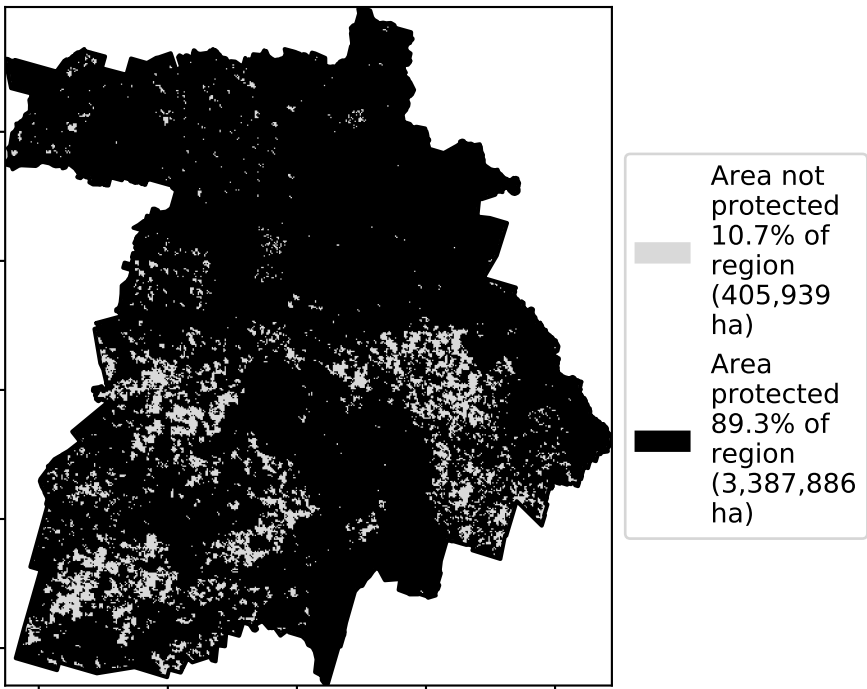 Area not
protected
10.7% of
region
(405,939
ha)
Area
protected
89.3% of
region
(3,387,886
ha)